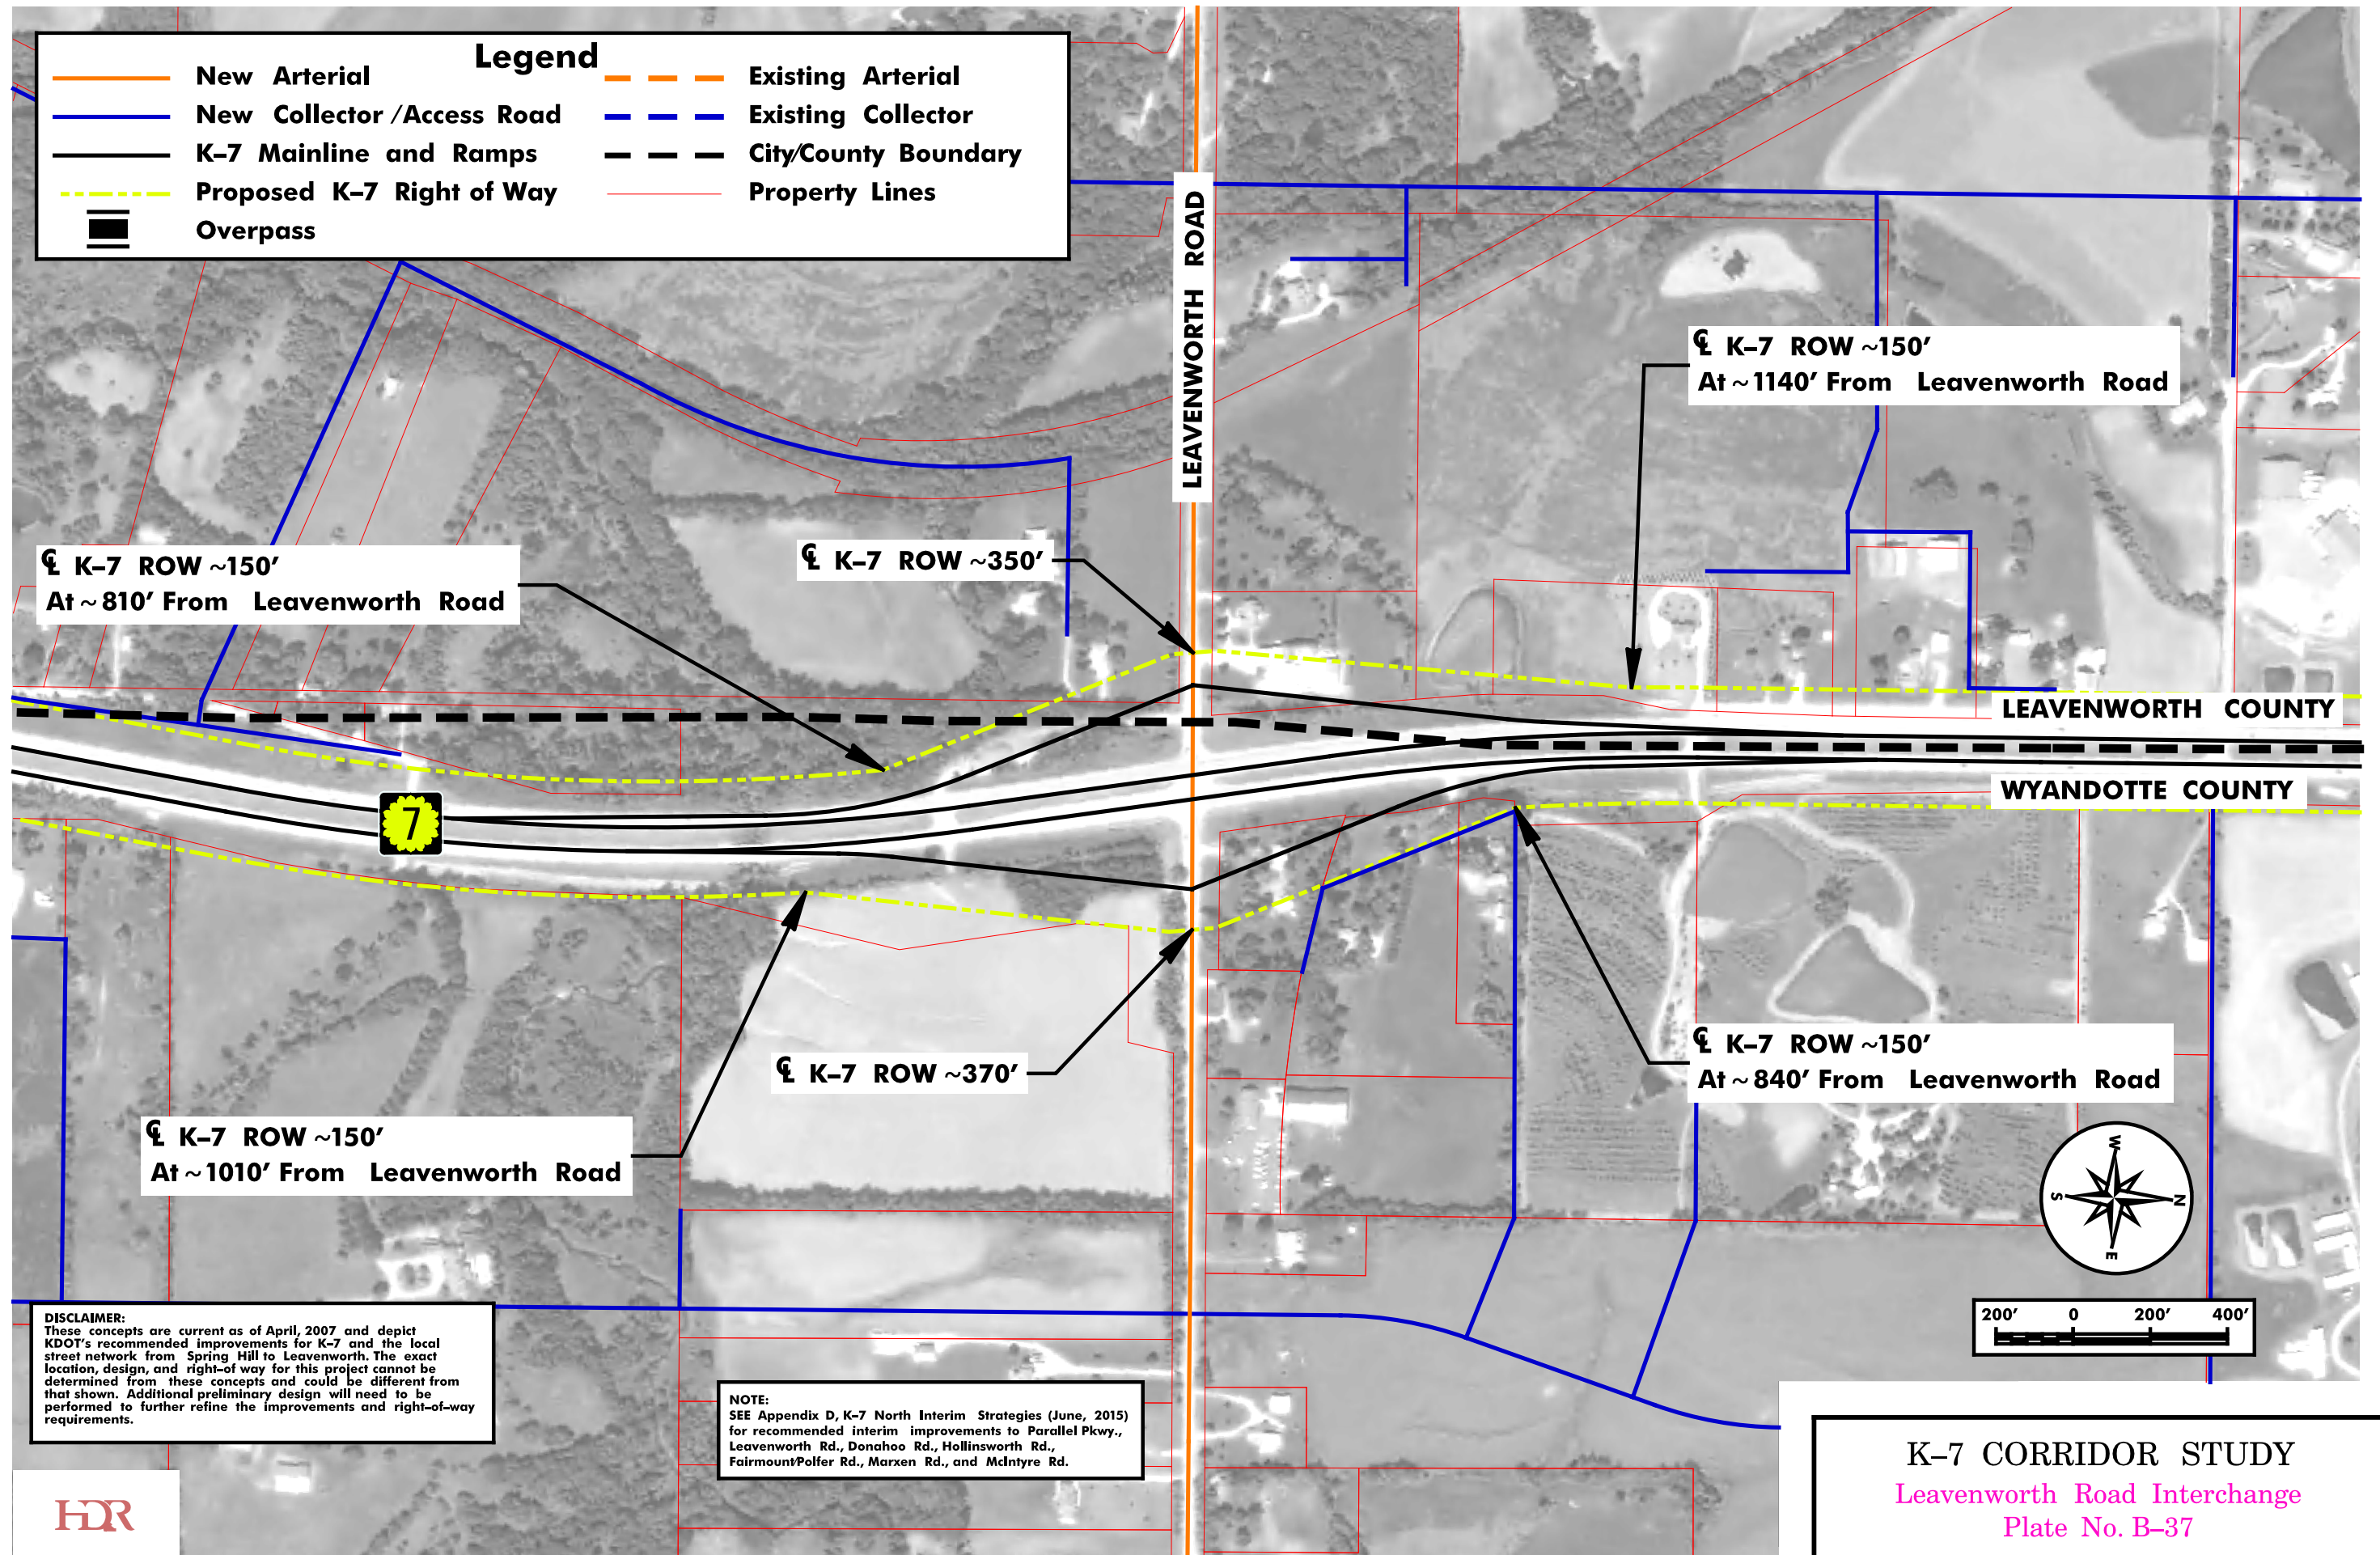 Legend
New Arterial
New Collector/Access Road
K-7 Mainline and Ramps
Proposed K-7 Right of Way
Overpass
Existing Arterial
Existing Collector
City/County Boundary
Property Lines
LEAVENWORTH ROAD
℄ K-7 ROW ~150'
At ~1140' From Leavenworth Road
℄ K-7 ROW ~150'
At ~810' From Leavenworth Road
℄ K-7 ROW ~350'
LEAVENWORTH COUNTY
WYANDOTTE COUNTY
7
℄ K-7 ROW ~370'
℄ K-7 ROW ~150'
At ~840' From Leavenworth Road
℄ K-7 ROW ~150'
At ~1010' From Leavenworth Road
W
N
S
E
200' 0 200' 400'
DISCLAIMER:
These concepts are current as of April, 2007 and depict
KDOT's recommended improvements for K-7 and the local
street network from Spring Hill to Leavenworth. The exact
location, design, and right-of way for this project cannot be
determined from these concepts and could be different from
that shown. Additional preliminary design will need to be
performed to further refine the improvements and right-of-way
requirements.
NOTE:
SEE Appendix D, K-7 North Interim Strategies (June, 2015)
for recommended interim improvements to Parallel Pkwy.,
Leavenworth Rd., Donahoo Rd., Hollinsworth Rd.,
Fairmount/Polfer Rd., Marxen Rd., and McIntyre Rd.
HDR
K-7 CORRIDOR STUDY
Leavenworth Road Interchange
Plate No. B-37